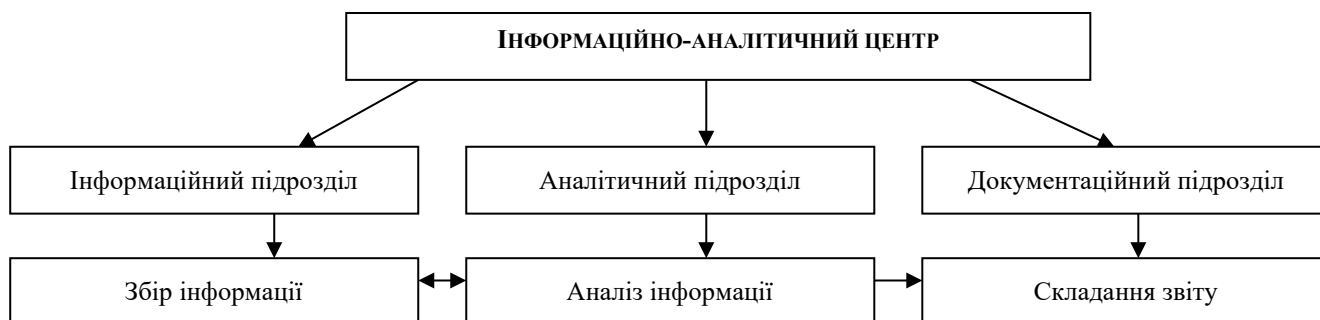 ІНФОРМАЦІЙНО-АНАЛІТИЧНИЙ ЦЕНТР
Інформаційний підрозділ
Аналітичний підрозділ
Документаційний підрозділ
Збір інформації
Аналіз інформації
Складання звіту